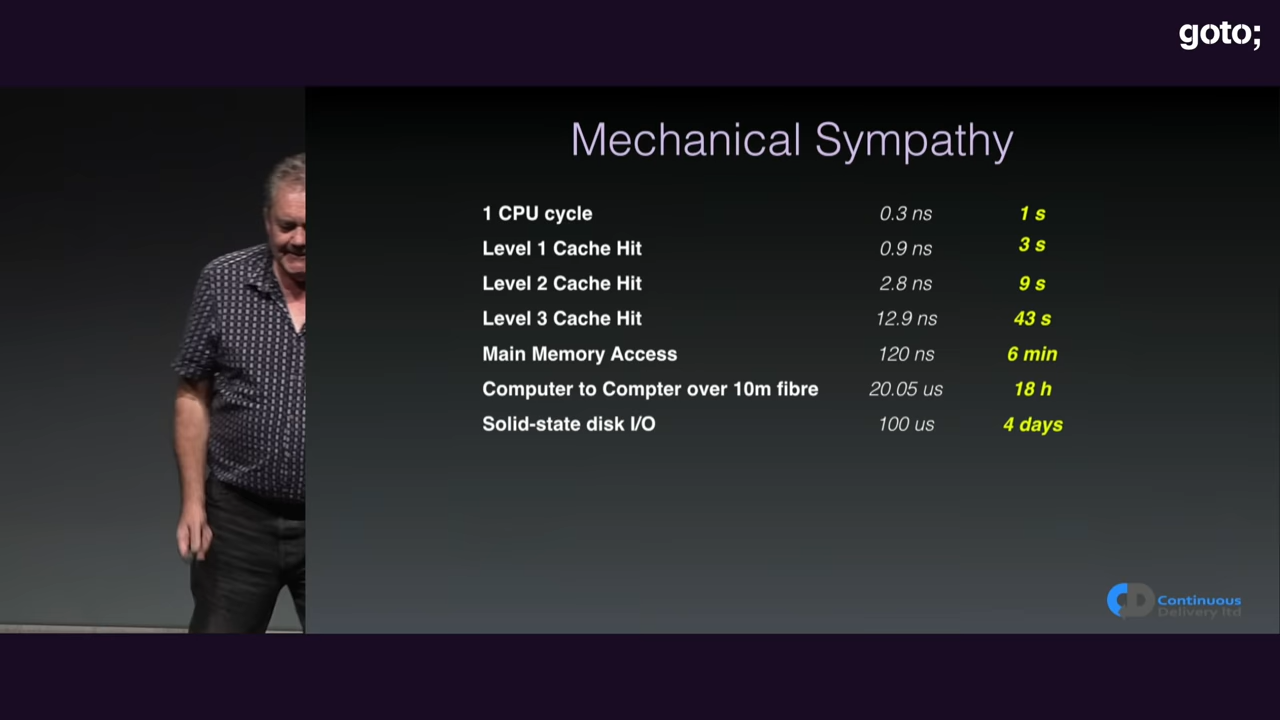 goto;
Mechanical Sympathy
1 CPU cycle 0.3 ns 1 s
Level 1 Cache Hit 0.9 ns 3 s
Level 2 Cache Hit 2.8 ns 9 s
Level 3 Cache Hit 12.9 ns 43 s
Main Memory Access 120 ns 6 min
Computer to Compter over 10m fibre 20.05 us 18 h
Solid-state disk I/O 100 us 4 days
CD Continuous
Delivery ltd